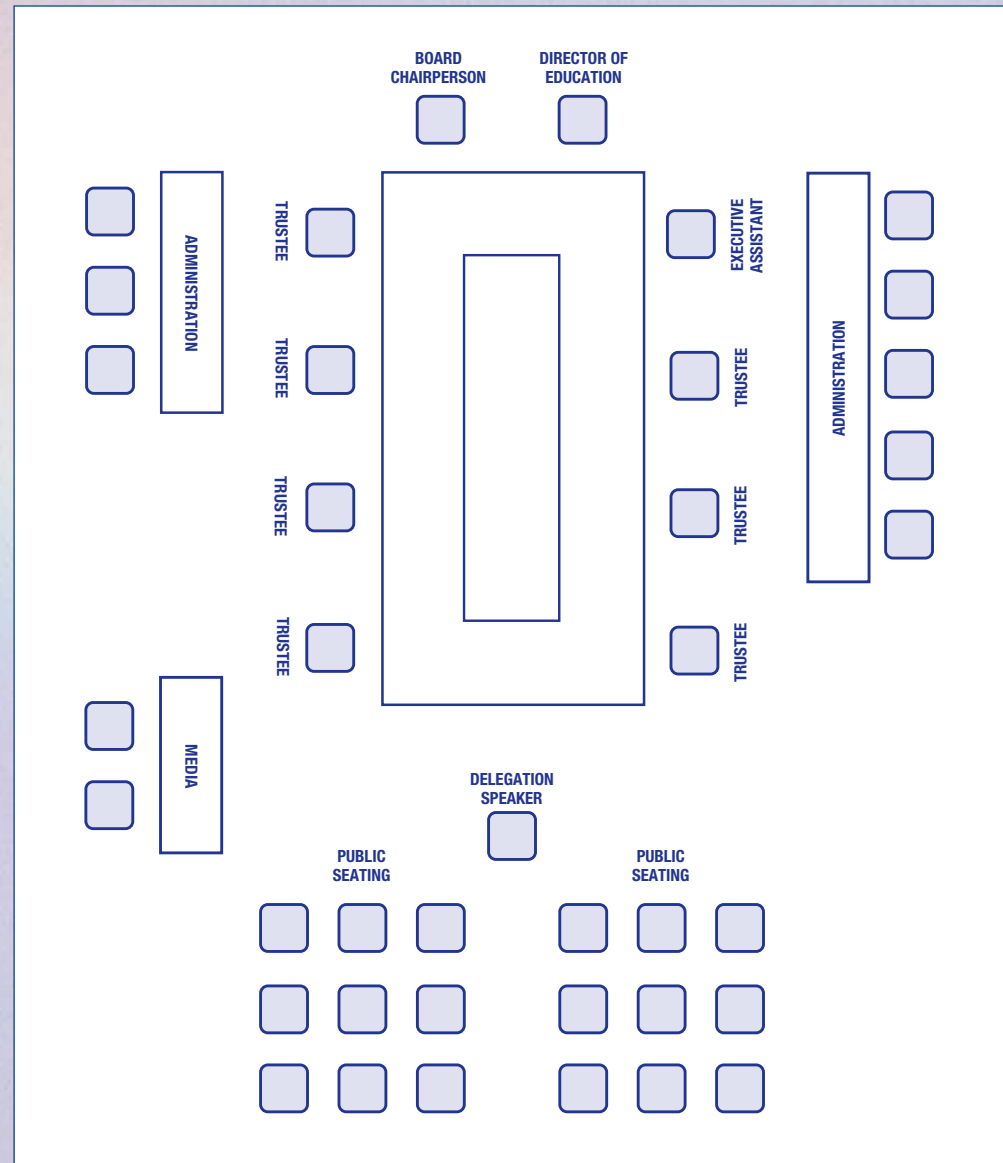 BOARD
CHAIRPERSON
DIRECTOR OF
EDUCATION
ADMINISTRATION
TRUSTEE
TRUSTEE
TRUSTEE
TRUSTEE
EXECUTIVE
ASSISTANT
TRUSTEE
TRUSTEE
TRUSTEE
ADMINISTRATION
MEDIA
DELEGATION
SPEAKER
PUBLIC
SEATING
PUBLIC
SEATING